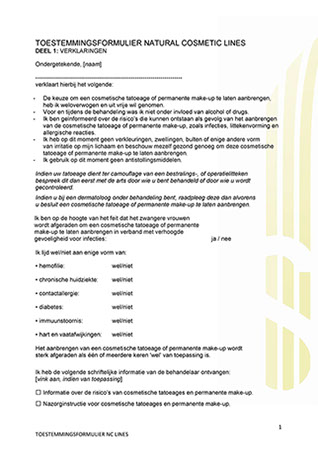 TOESTEMMINGSFORMULIER NATURAL COSMETIC LINES
DEEL 1: VERKLARINGEN
Ondergetekende, [naam]
------------------------------------------------------------
verklaart hierbij het volgende:
- De keuze om een cosmetische tatoeage of permanente make-up te laten aanbrengen,
heb ik weloverwogen en uit vrije wil genomen.
- Voor en tijdens de behandeling was ik niet onder invloed van alcohol of drugs.
- Ik ben geïnformeerd over de risico's die kunnen ontstaan als gevolg van het aanbrengen
van de cosmetische tatoeage of permanente make-up, zoals infecties, littekenvorming en
allergische reacties.
- Ik heb op dit moment geen verkleuringen, zwellingen, bulten of enige andere vorm
van irritatie op mijn lichaam en beschouw mezelf gezond genoeg om deze cosmetische
tatoeage of permanente make-up te laten aanbrengen.
- Ik gebruik op dit moment geen antistollingsmiddelen.
Indien uw tatoeage dient ter camouflage van een bestralings-, of operatielitteken
bespreek dit dan eerst met de arts door wie u bent behandeld of door wie u wordt
gecontroleerd.
Indien u bij een dermatoloog onder behandeling bent, raadpleeg deze dan alvorens
u besluit een cosmetische tatoeage of permanente make-up te laten aanbrengen.
Ik ben op de hoogte van het feit dat het zwangere vrouwen
wordt afgeraden om een cosmetische tatoeage of permanente
make-up te laten aanbrengen in verband met verhoogde
gevoeligheid voor infecties: ja / nee
Ik lijd wel/niet aan enige vorm van:
• hemofilie: wel/niet
• chronische huidziekte: wel/niet
• contactallergie: wel/niet
• diabetes: wel/niet
• immuunstoornis: wel/niet
• hart en vaatafwijkingen: wel/niet
Het aanbrengen van een cosmetische tatoeage of permanente make-up wordt
sterk afgeraden als één of meerdere keren 'wel' van toepassing is.
Ik heb de volgende schriftelijke informatie van de behandelaar ontvangen:
[vink aan, indien van toepassing]
☐ Informatie over de risico's van cosmetische tatoeages en permanente make-up.
☐ Nazorginstructie voor cosmetische tatoeages en permanente make-up.
1
TOESTEMMINGSFORMULIER NC LINES